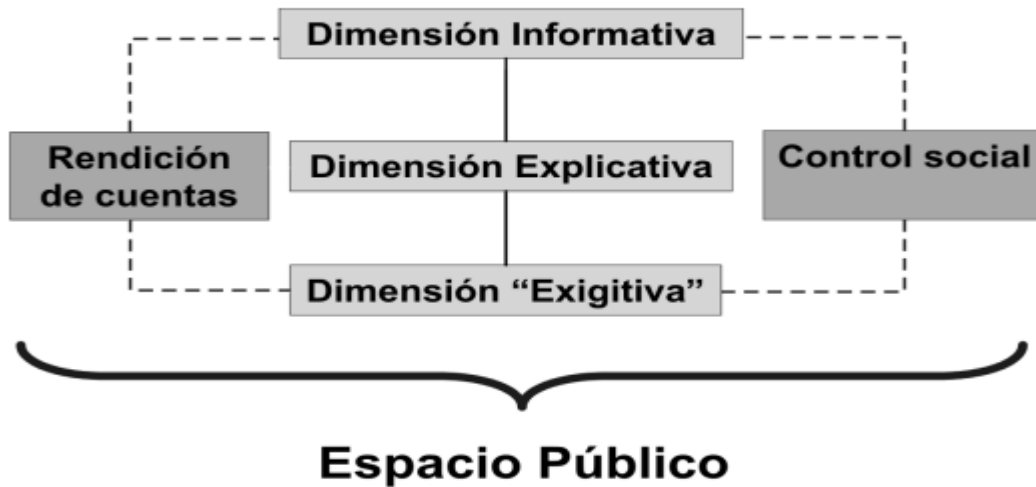 Dimensión Informativa
Rendición
de cuentas
Dimensión Explicativa
Control social
Dimensión “Exigitiva”
Espacio Público